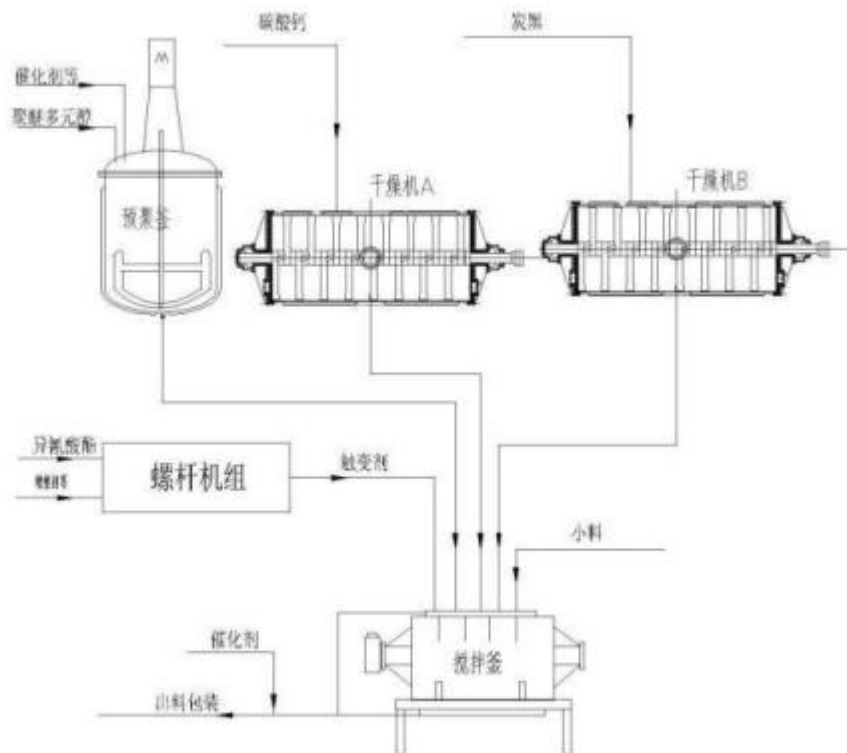 碳酸钙
炭黑
M
催化剂等
聚醚多元醇
干燥机A
干燥机B
预聚釜
异氰酸酯
螺杆机组
触变剂
小料
催化剂
搅拌釜
出料包装